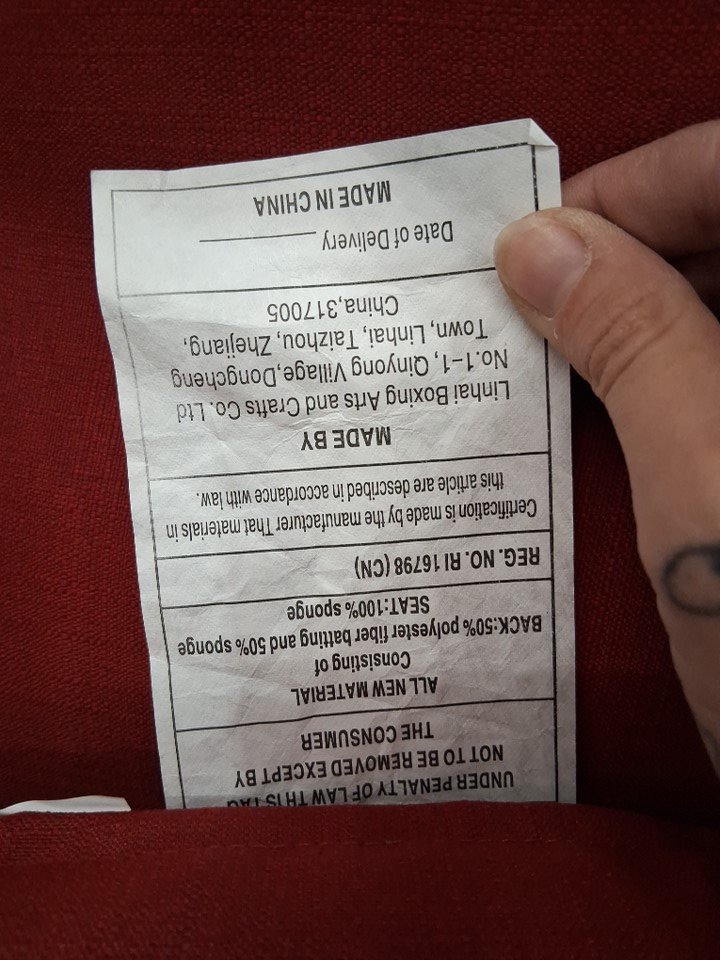 UNDER PENALTY OF LAW THIS TAG
NOT TO BE REMOVED EXCEPT BY
THE CONSUMER
ALL NEW MATERIAL
Consisting
of
BACK:50% polyester fiber batting and 50% sponge
SEAT:100% sponge
REG. NO. RI 16798 (CN)
Certification is made by the manufacturer That materials in
this article are described in accordance with law.
MADE BY
Linhai Boxing Arts and Crafts Co. Ltd
No.1-1, Qinyong Village,Dongcheng
Town, Linhai, Taizhou, Zhejiang,
China,317005
Date of Delivery
MADE IN CHINA